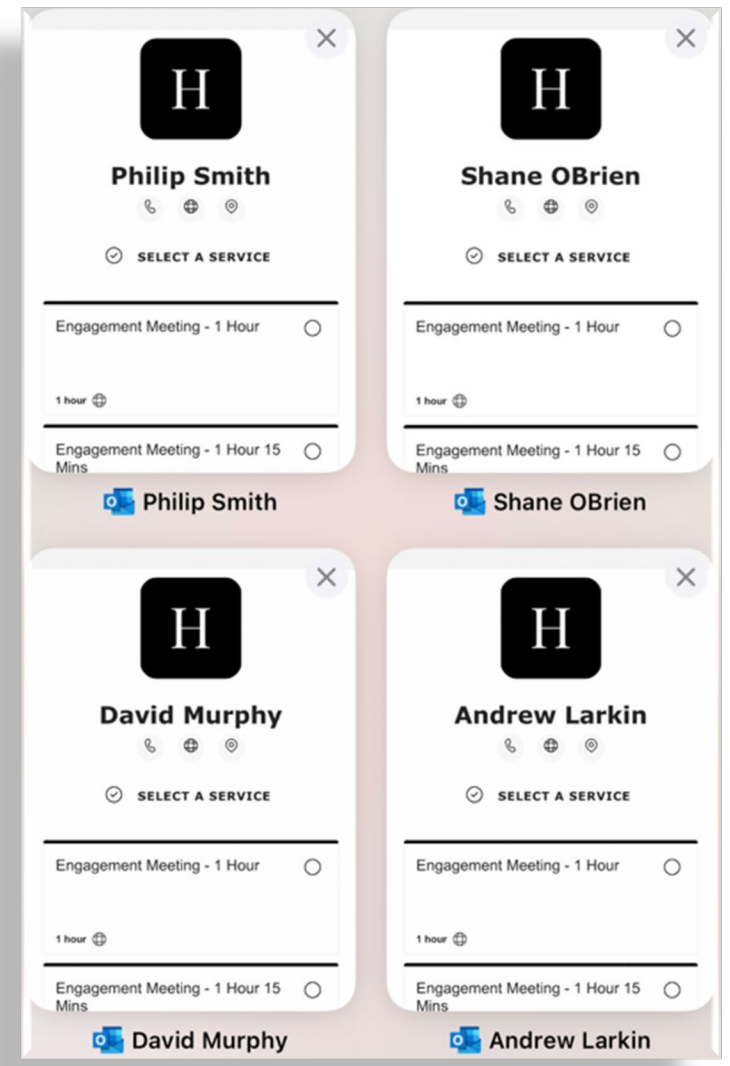 H
Philip Smith
SELECT A SERVICE
Engagement Meeting - 1 Hour
1 hour
Engagement Meeting - 1 Hour 15
Mins
Philip Smith
H
Shane OBrien
SELECT A SERVICE
Engagement Meeting - 1 Hour
1 hour
Engagement Meeting - 1 Hour 15
Mins
Shane OBrien
H
David Murphy
SELECT A SERVICE
Engagement Meeting - 1 Hour
1 hour
Engagement Meeting - 1 Hour 15
Mins
David Murphy
H
Andrew Larkin
SELECT A SERVICE
Engagement Meeting - 1 Hour
1 hour
Engagement Meeting - 1 Hour 15
Mins
Andrew Larkin